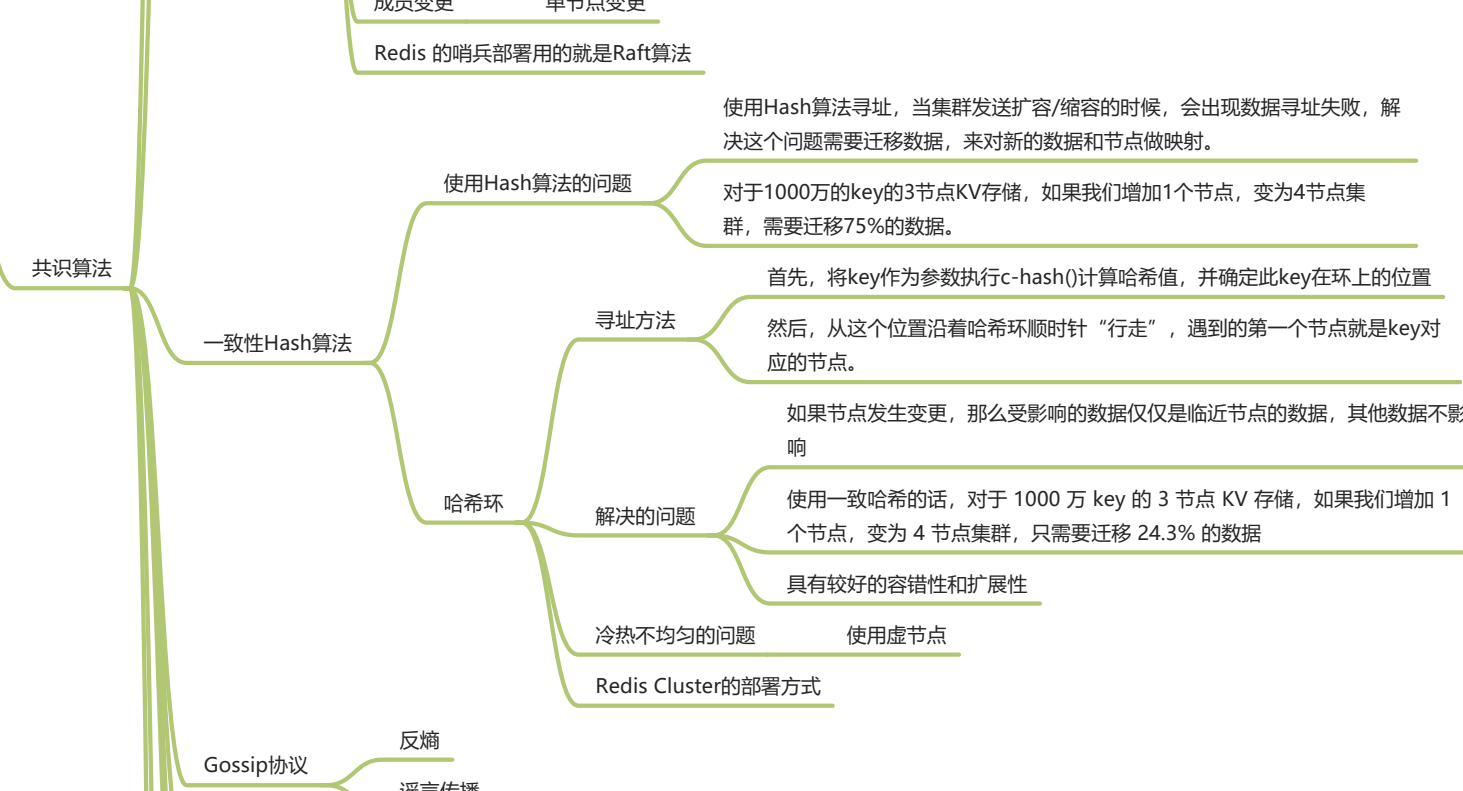 成员变更
单节点变更
Redis 的哨兵部署用的就是Raft算法
使用Hash算法寻址，当集群发送扩容/缩容的时候，会出现数据寻址失败，解
决这个问题需要迁移数据，来对新的数据和节点做映射。
使用Hash算法的问题
对于1000万的key的3节点KV存储，如果我们增加1个节点，变为4节点集
群，需要迁移75%的数据。
共识算法
一致性Hash算法
首先，将key作为参数执行c-hash()计算哈希值，并确定此key在环上的位置
寻址方法
然后，从这个位置沿着哈希环顺时针“行走”，遇到的第一个节点就是key对
应的节点。
如果节点发生变更，那么受影响的数据仅仅是临近节点的数据，其他数据不影
响
哈希环
解决的问题
使用一致哈希的话，对于 1000 万 key 的 3 节点 KV 存储，如果我们增加 1
个节点，变为 4 节点集群，只需要迁移 24.3% 的数据
具有较好的容错性和扩展性
冷热不均匀的问题
使用虚节点
Redis Cluster的部署方式
Gossip协议
反熵
谣言传播